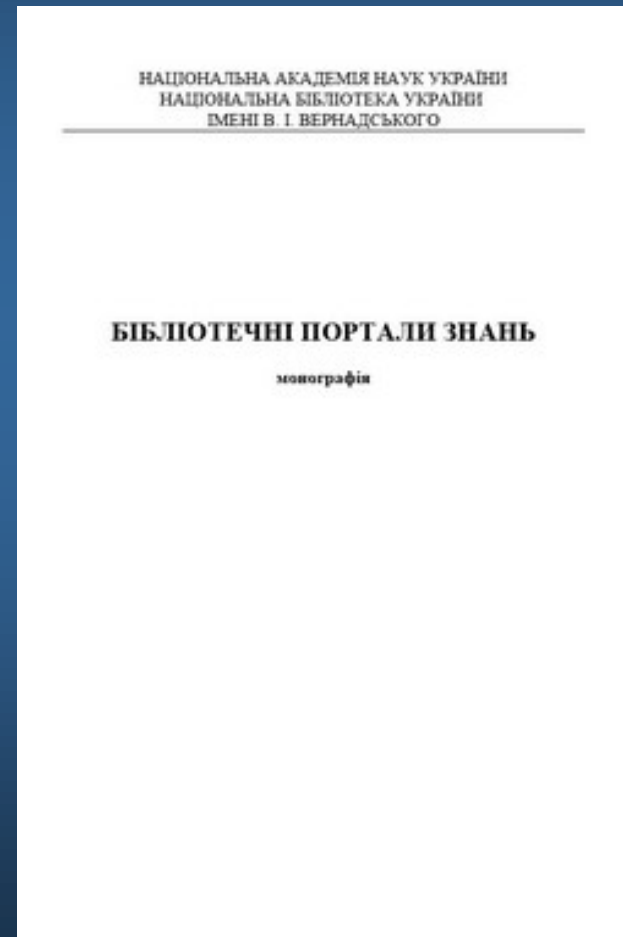 НАЦІОНАЛЬНА АКАДЕМІЯ НАУК УКРАЇНИ
НАЦІОНАЛЬНА БІБЛІОТЕКА УКРАЇНИ
ІМЕНІ В. І. ВЕРНАДСЬКОГО
БІБЛІОТЕЧНІ ПОРТАЛИ ЗНАНЬ
монографія